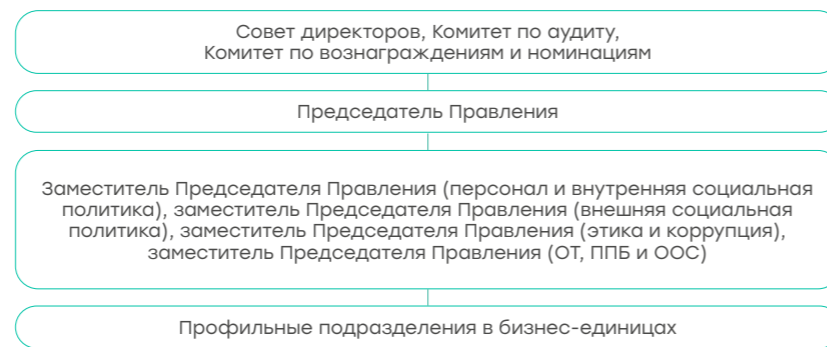 Совет директоров, Комитет по аудиту,
Комитет по вознаграждениям и номинациям
Председатель Правления
Заместитель Председателя Правления (персонал и внутренняя социальная
политика), заместитель Председателя Правления (внешняя социальная
политика), заместитель Председателя Правления (этика и коррупция),
заместитель Председателя Правления (ОТ, ППБ и ООС)
Профильные подразделения в бизнес-единицах